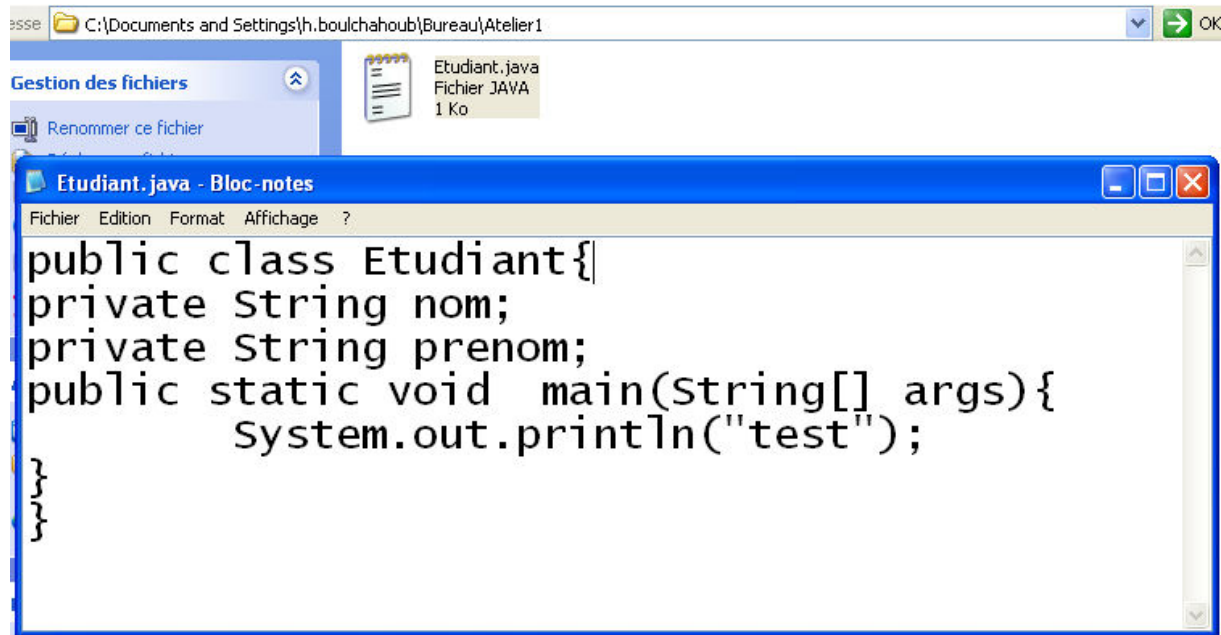 esse C:\Documents and Settings\h.boulchahoub\Bureau\Atelier1 OK
Gestion des fichiers
Renommer ce fichier
Etudiant.java
Fichier JAVA
1 Ko
Etudiant.java - Bloc-notes
Fichier Edition Format Affichage ?
public class Etudiant{
private String nom;
private String prenom;
public static void main(String[] args){
System.out.println("test");
}
}